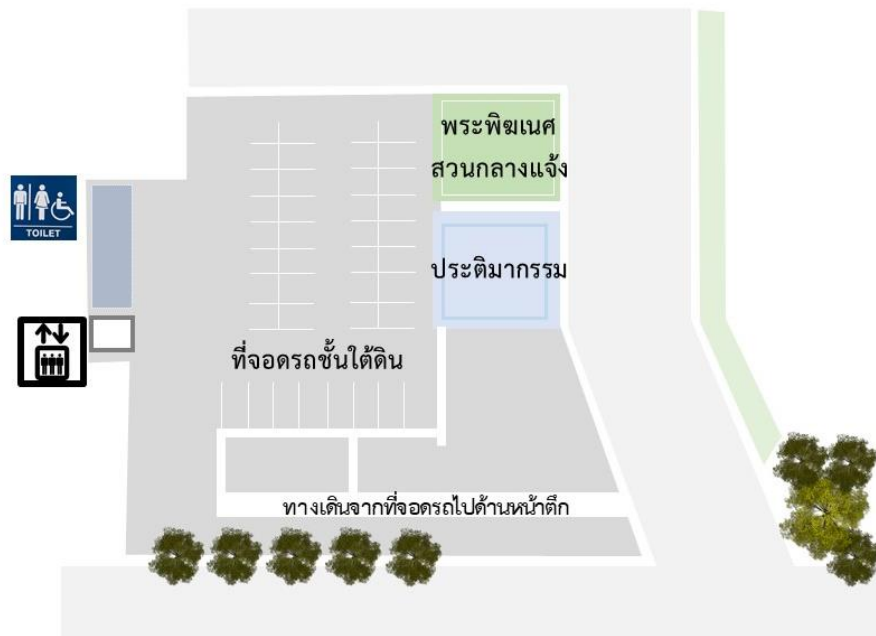 พระพิฆเนศ
สวนกลางแจ้ง
TOILET
ประติมากรรม
ที่จอดรถชั้นใต้ดิน
ทางเดินจากที่จอดรถไปด้านหน้าตึก